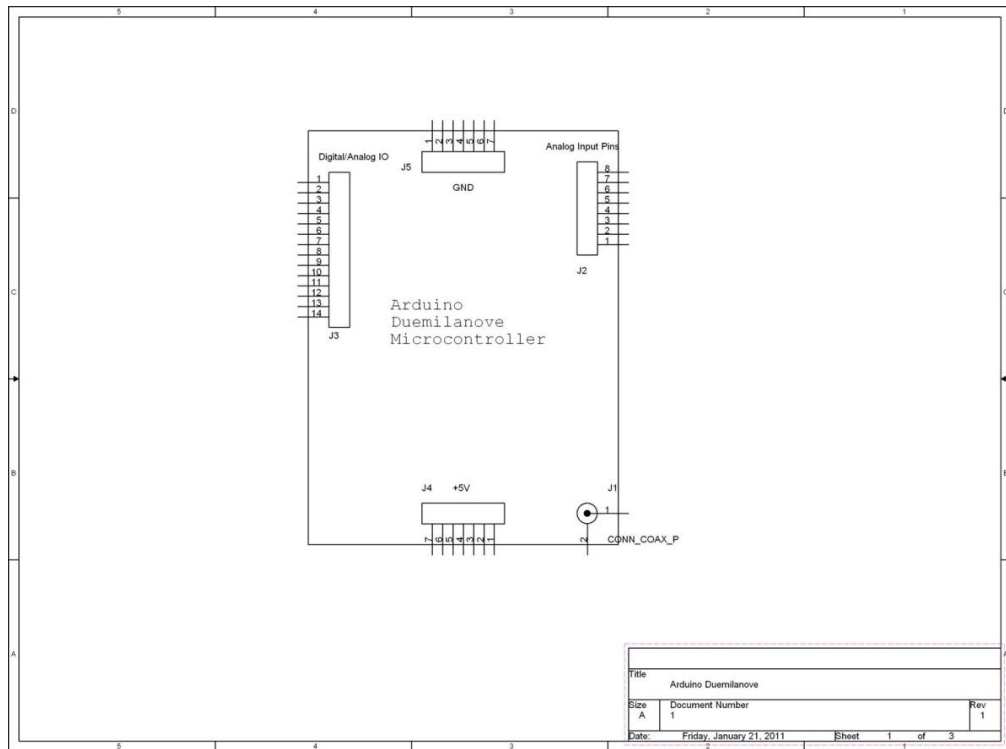 5 4 3 2 1
D D
1 2 3 4 5 6 7
Analog Input Pins
Digital/Analog IO
J5
GND
8
7
6
5
4
3
2
1
J2
1
2
3
4
5
6
7
8
9
10
11
12
13
14
J3
C C
Arduino
Duemilanove
Microcontroller
B B
J4 +5V
7 6 5 4 3 2 1
J1
1
2
CONN_COAX_P
A A
Title
Arduino Duemilanove
Size Document Number Rev
A 1 1
Date: Friday, January 21, 2011 Sheet 1 of 3
5 4 3 2 1